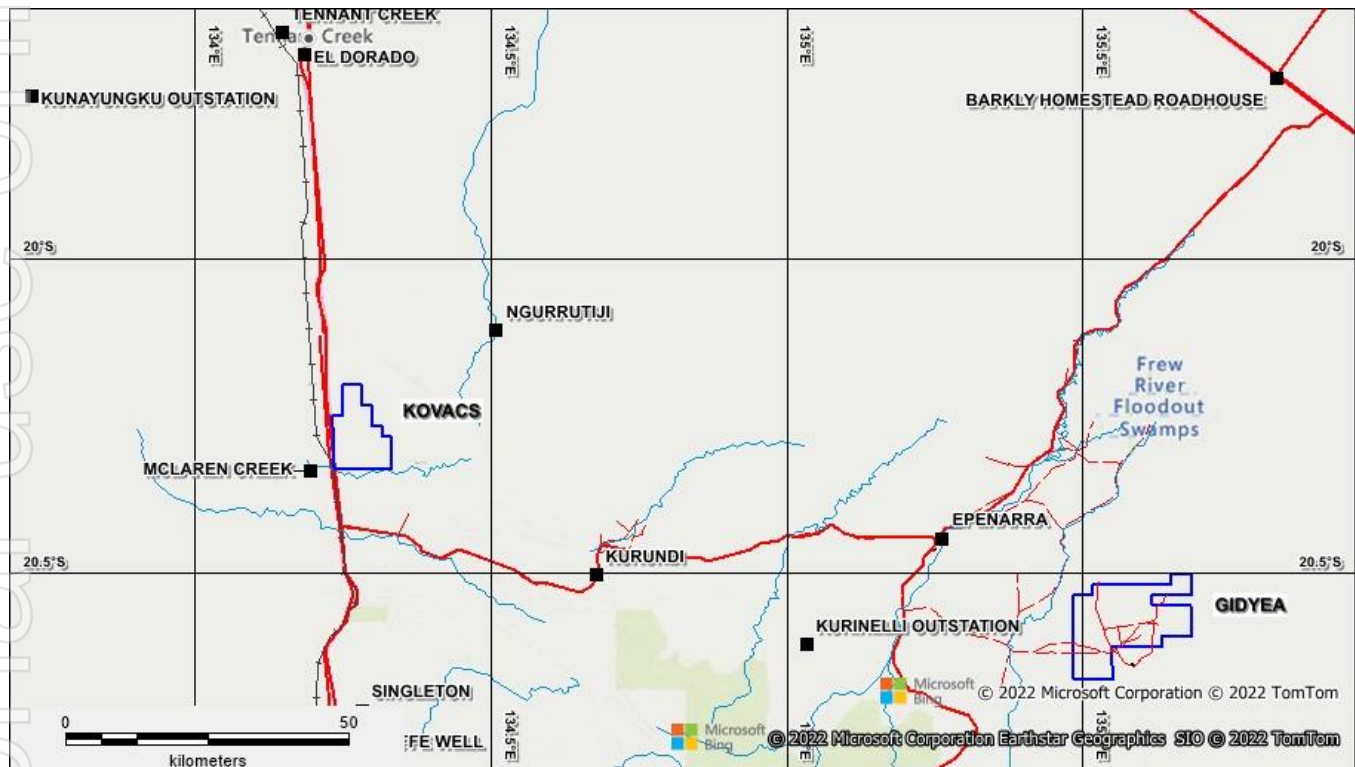 TENNANT CREEK
Tennant Creek
EL DORADO
KUNAYUNGKU OUTSTATION
134°E
134.5°E
135°E
135.5°E
BARKLY HOMESTEAD ROADHOUSE
20°S
20°S
NGURRUTIJI
KOVACS
MCLAREN CREEK
Frew
River
Floodout
Swamps
EPENARRA
KURUNDI
20.5°S
20.5°S
GIDYEA
KURINELLI OUTSTATION
SINGLETON
Microsoft
Bing
© 2022 Microsoft Corporation © 2022 TomTom
0
50
kilometers
FE WELL
134.5°E
Microsoft
Bing
© 2022 Microsoft Corporation Earthstar Geographics SIO © 2022 TomTom